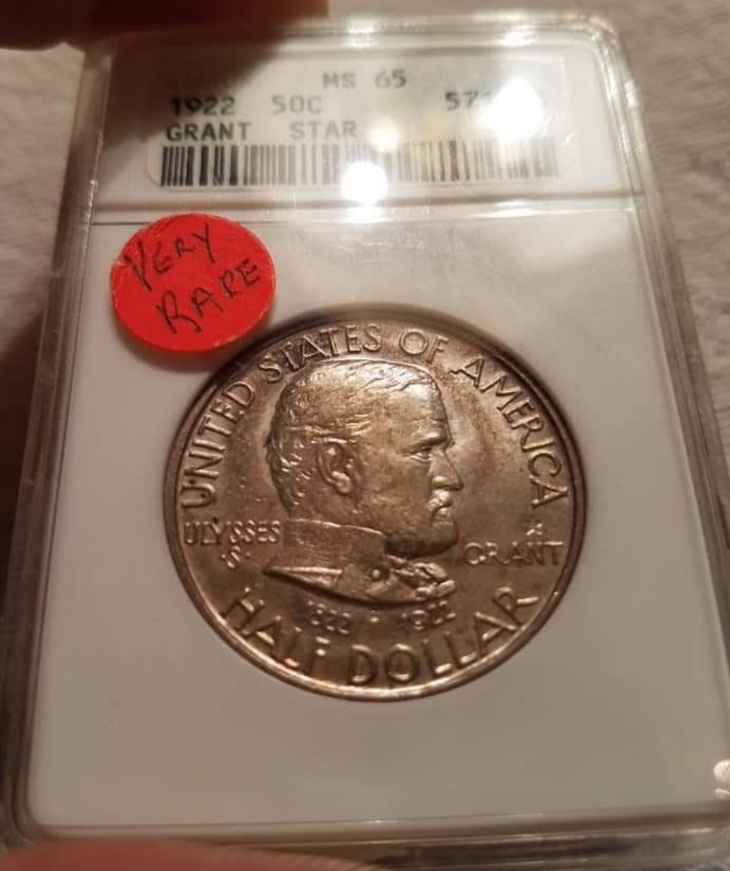 MS 65
1922 50C
GRANT STAR
VERY
RARE
UNITED STATES OF AMERICA
ULYSSES
·S·
GRANT
1822 · 1922
HALF DOLLAR